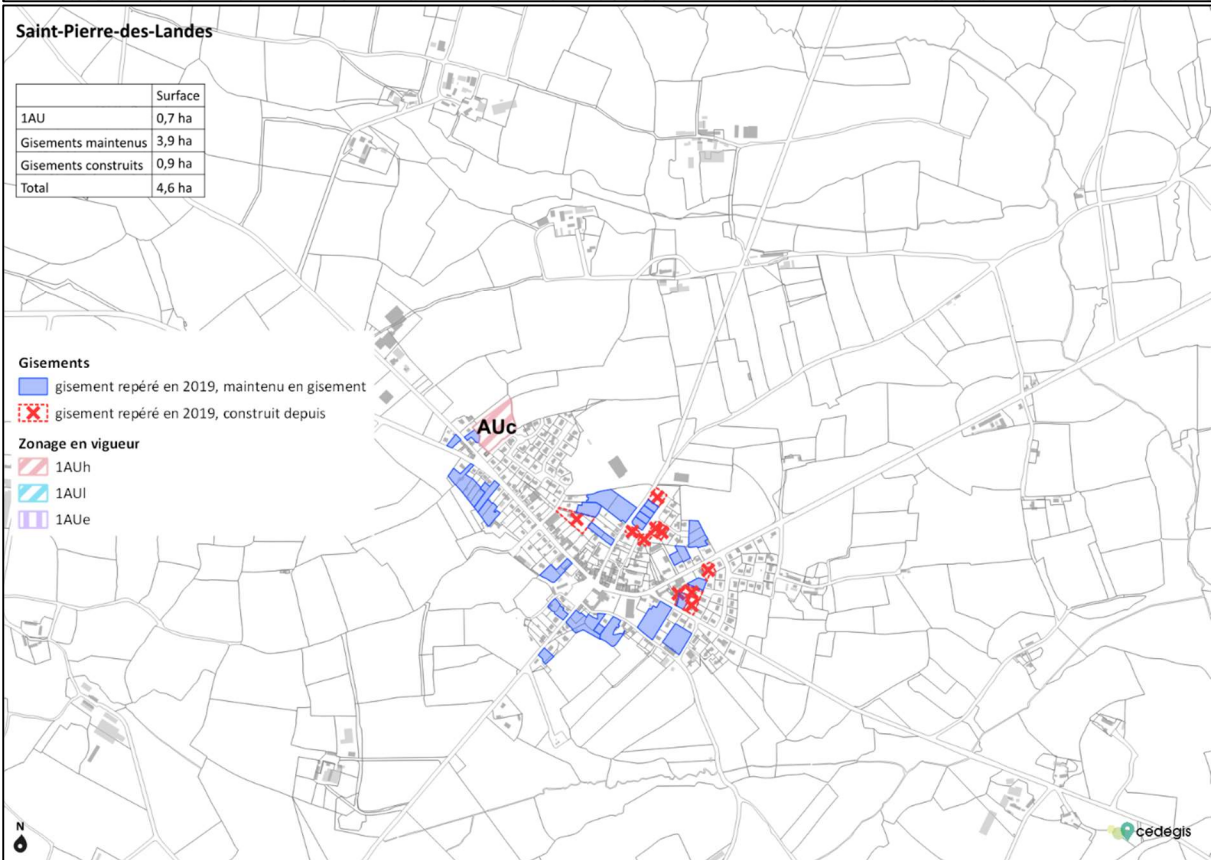 Saint-Pierre-des-Landes
Surface
1AU 0,7 ha
Gisements maintenus 3,9 ha
Gisements construits 0,9 ha
Total 4,6 ha
Gisements
gisement repéré en 2019, maintenu en gisement
gisement repéré en 2019, construit depuis
Zonage en vigueur
1AUh
1AUl
1AUe
AUc
N
cedegis